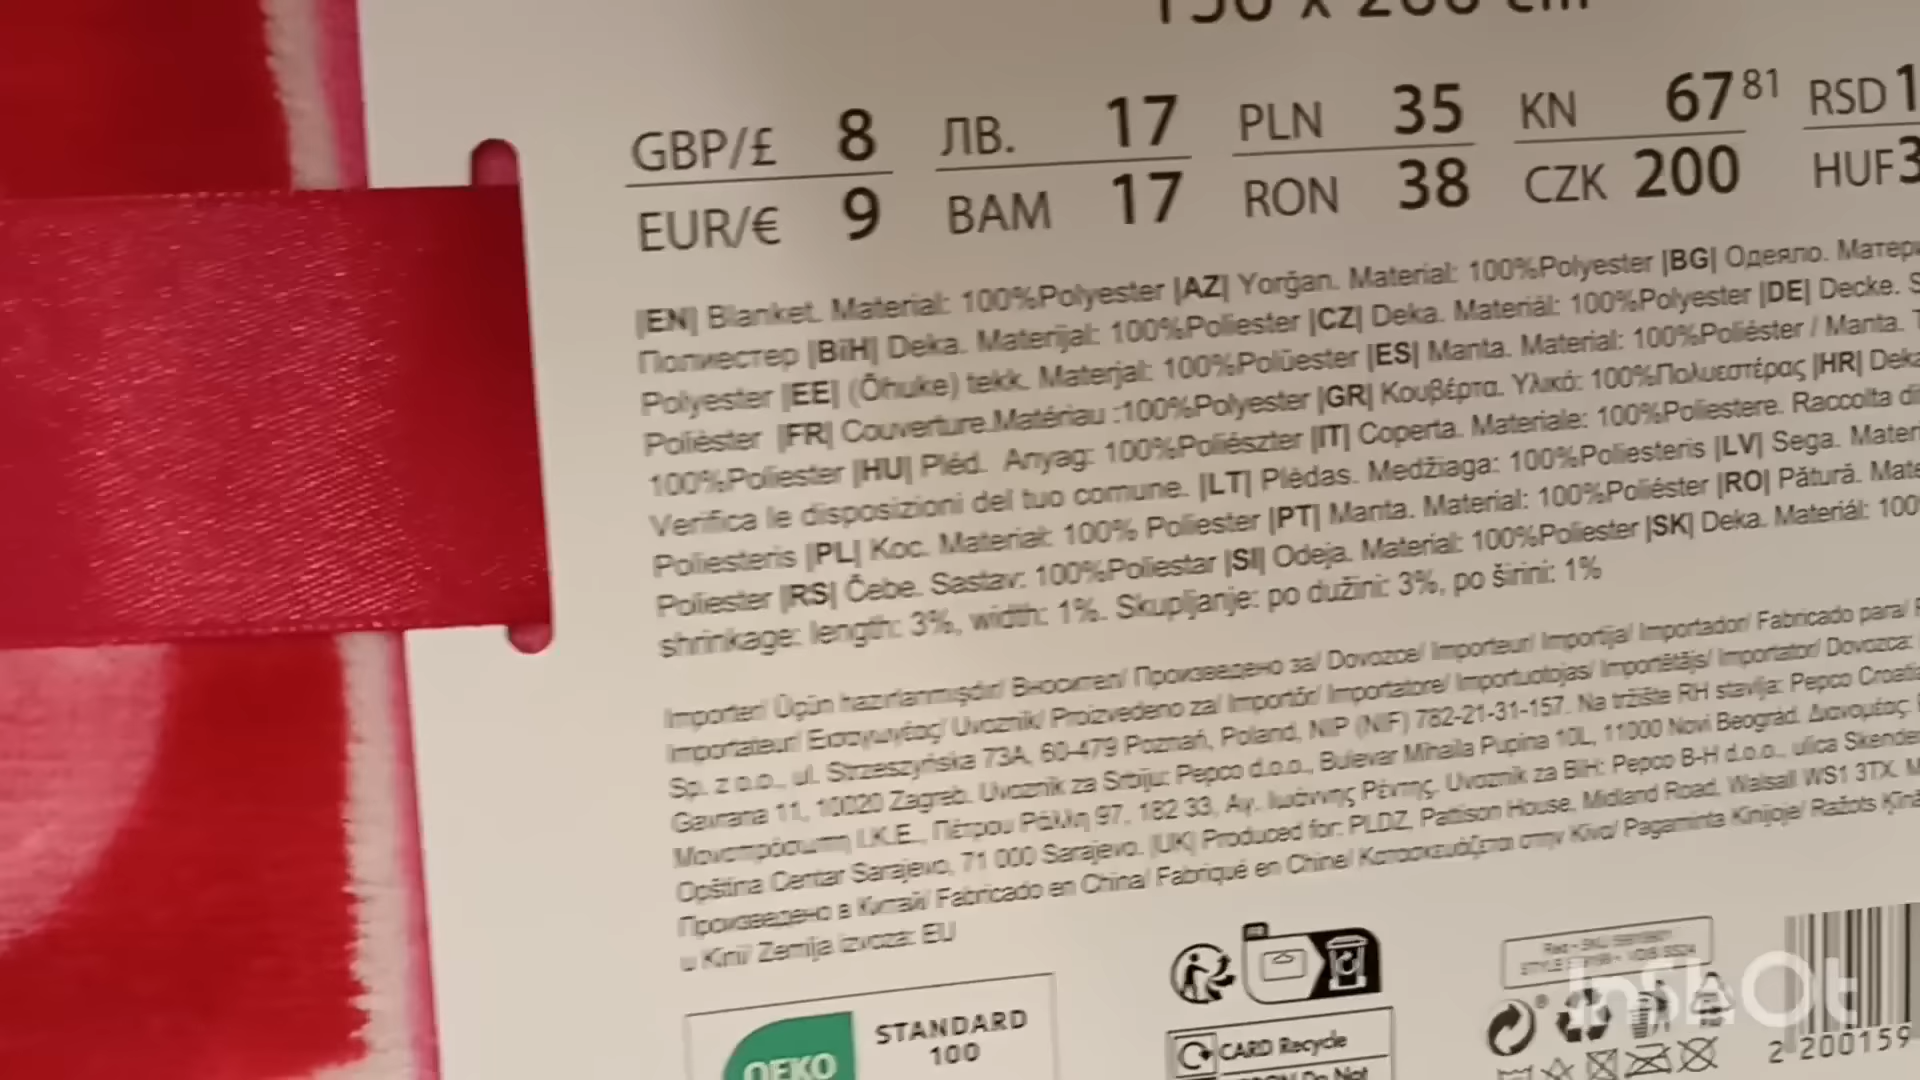 GBP/£ 8 ЛВ. 17 PLN 35 KN 67 81 RSD 1
EUR/€ 9 BAM 17 RON 38 CZK 200 HUF 3
|EN| Blanket. Material: 100%Polyester |AZ| Yorğan. Material: 100%Polyester |BG| Одеяло. Матери
Полиестер |BiH| Deka. Materijal: 100%Poliester |CZ| Deka. Materiál: 100%Polyester |DE| Decke. S
Polyester |EE| (Õhuke) tekk. Materjal: 100%Polüester |ES| Manta. Material: 100%Poliéster / Manta. T
Polièster |FR| Couverture.Matériau :100%Polyester |GR| Κουβέρτα. Υλικό: 100%Πολυεστέρας |HR| Deka
100%Poliester |HU| Pléd. Anyag: 100%Poliészter |IT| Coperta. Materiale: 100%Poliestere. Raccolta di
Verifica le disposizioni del tuo comune. |LT| Plėdas. Medžiaga: 100%Poliesteris |LV| Sega. Mater
Poliesteris |PL| Koc. Materiał: 100% Poliester |PT| Manta. Material: 100%Poliéster |RO| Pătură. Mate
Poliester |RS| Ćebe. Sastav: 100%Poliestar |SI| Odeja. Material: 100%Poliester |SK| Deka. Materiál: 100
shrinkage: length: 3%, width: 1%. Skupljanje: po dužini: 3%, po širini: 1%
Importer/ Üçün hazırlanmışdır/ Вносител/ Произведено за/ Dovozce/ Importeur/ Importija/ Importador/ Fabricado para/
Importateur/ Εισαγωγέας/ Uvoznik/ Proizvedeno za/ Importőr/ Importatore/ Importuotojas/ Importētājs/ Importator/ Dovozca:
Sp. z o.o., ul. Strzeszyńska 73A, 60-479 Poznań, Poland, NIP (NIF) 782-21-31-157. Na tržište RH stavlja: Pepco Croatia
Gavrana 11, 10020 Zagreb. Uvoznik za Srbiju: Pepco d.o.o., Bulevar Mihaila Pupina 10L, 11000 Novi Beograd. Διανομέας:
Μονοπρόσωπη Ι.Κ.Ε., Πέτρου Ράλλη 97, 182 33, Αγ. Ιωάννης Ρέντης. Uvoznik za BiH: Pepco B-H d.o.o., ulica Skender
Opština Centar Sarajevo, 71 000 Sarajevo. |UK| Produced for: PLDZ, Pattison House, Midland Road, Walsall WS1 3TX. M
Произведено в Китай/ Fabricado en China/ Fabriqué en Chine/ Κατασκευάζεται στην Κίνα/ Pagaminta Kinijoje/ Ražots Ķīnā
u Kini/ Zemlja izvoza: EU
OEKO
STANDARD
100
CARD Recycle
Do Not
InShOt
2 200159